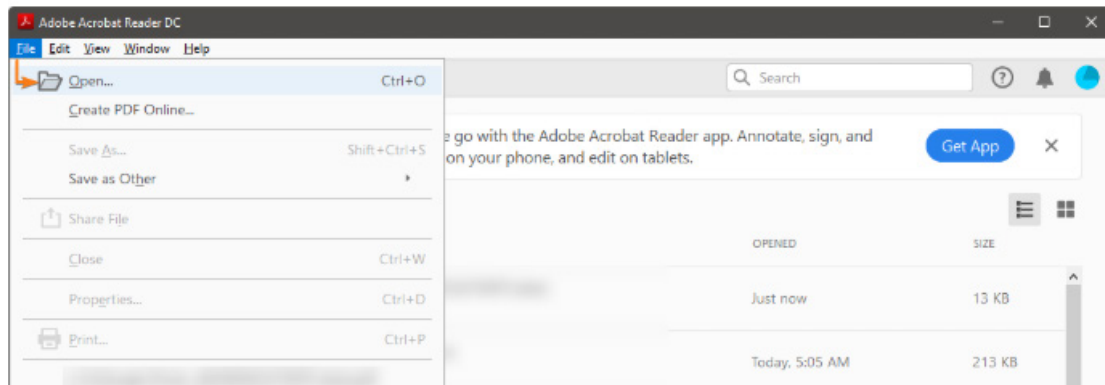 Adobe Acrobat Reader DC
File Edit View Window Help
Open... Ctrl+O
Search
Create PDF Online...
Save As... Shift+Ctrl+S
go with the Adobe Acrobat Reader app. Annotate, sign, and
on your phone, and edit on tablets.
Get App
Save as Other
Share File
Close Ctrl+W
OPENED SIZE
Properties... Ctrl+D
Just now 13 KB
Print... Ctrl+P
Today, 5:05 AM 213 KB